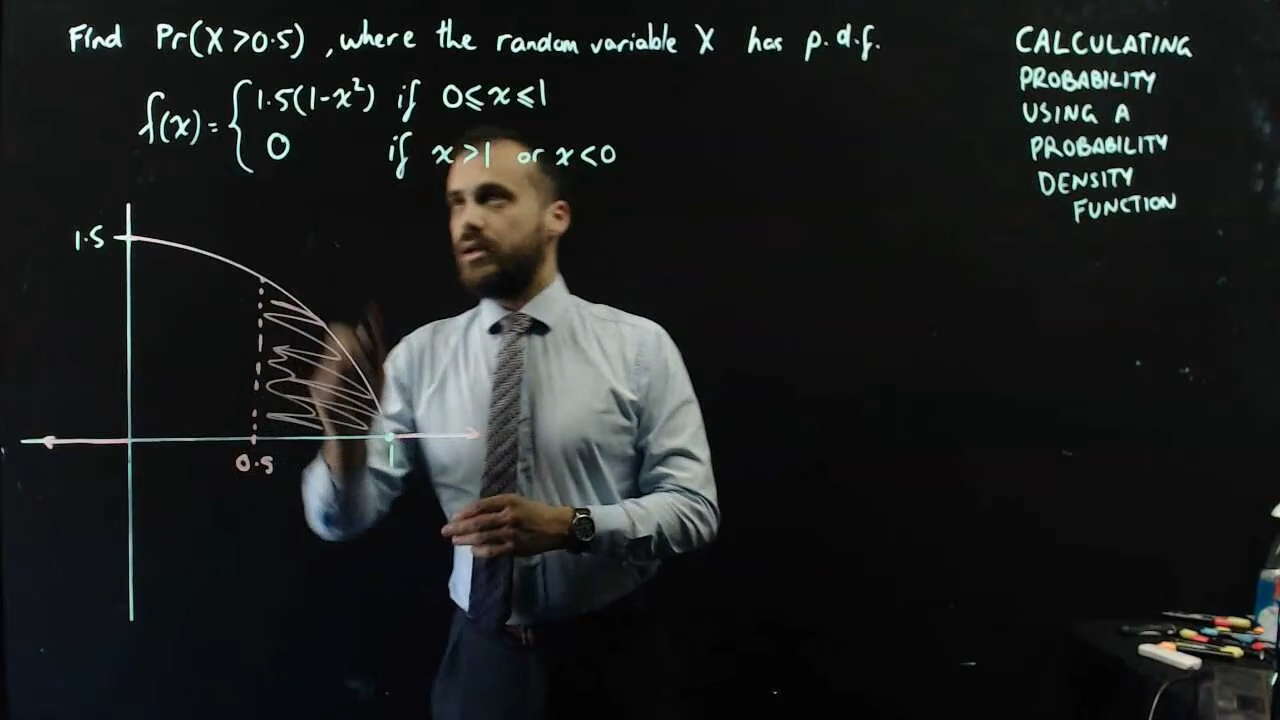 Find Pr(X>0.5), where the random variable X has p.d.f.
f(x)= { 1.5(1-x²) if 0≤x≤1
0 if x>1 or x<0
CALCULATING
PROBABILITY
USING A
PROBABILITY
DENSITY
FUNCTION
1.5
0.5
1